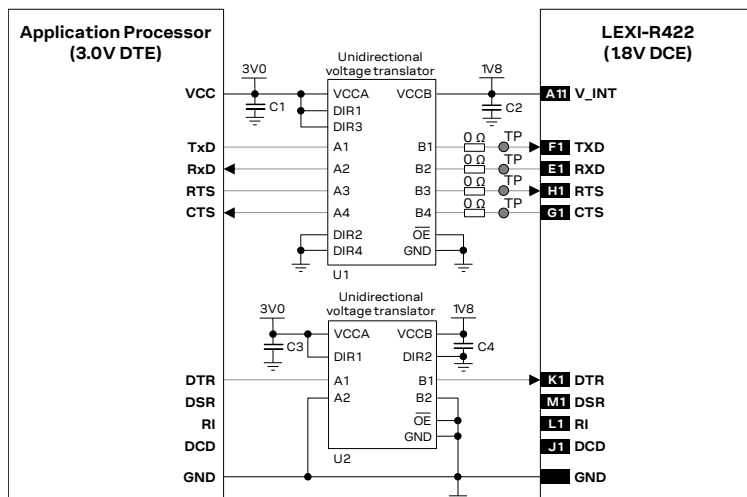 Application Processor
(3.0V DTE)
LEXI-R422
(1.8V DCE)
Unidirectional
voltage translator
3V0
1V8
VCC
C1
VCCA
VCCB
C2
A11 V_INT
DIR1
DIR3
TxD
A1
B1
0 Ω
TP
F1 TXD
RxD
A2
B2
0 Ω
TP
E1 RXD
RTS
A3
B3
0 Ω
TP
H1 RTS
CTS
A4
B4
0 Ω
TP
G1 CTS
DIR2
OE
DIR4
GND
U1
Unidirectional
voltage translator
3V0
1V8
VCCA
VCCB
C3
C4
DIR1
DIR2
DTR
A1
B1
K1 DTR
DSR
A2
B2
M1 DSR
RI
OE
L1 RI
GND
DCD
J1 DCD
U2
GND
GND